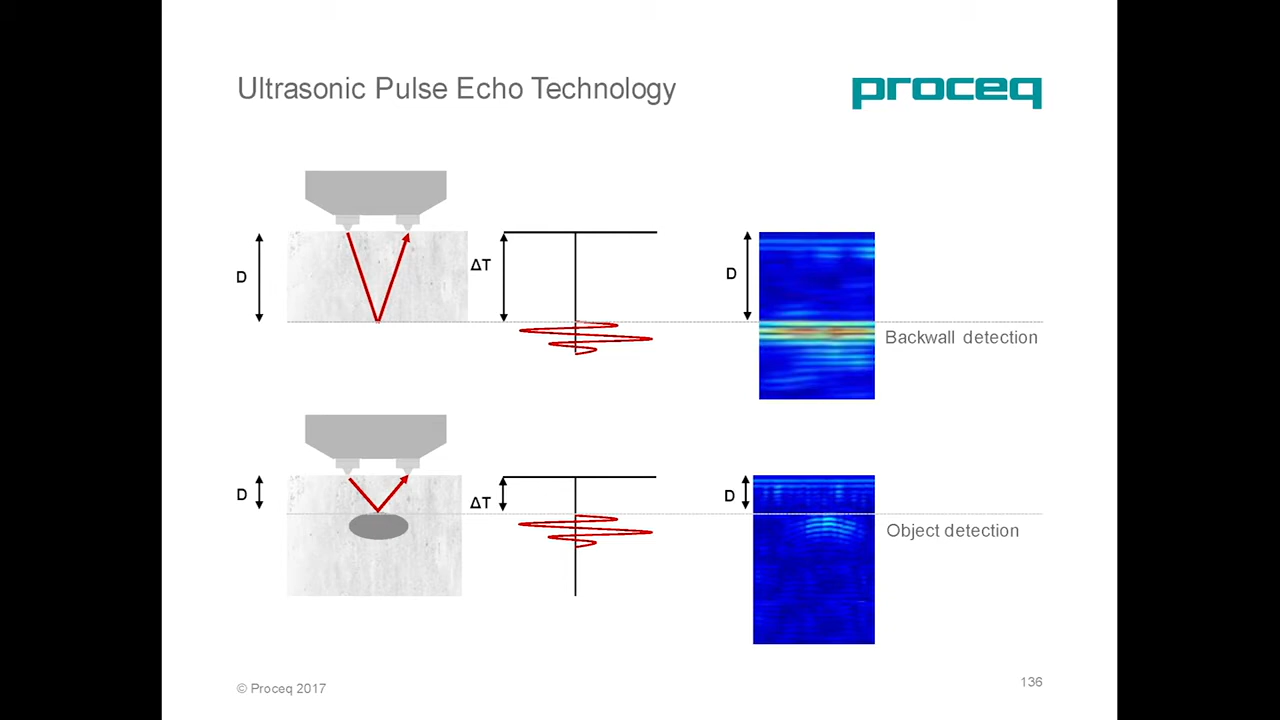 Ultrasonic Pulse Echo Technology
proceq
D
ΔT
D
Backwall detection
D
ΔT
D
Object detection
© Proceq 2017
136